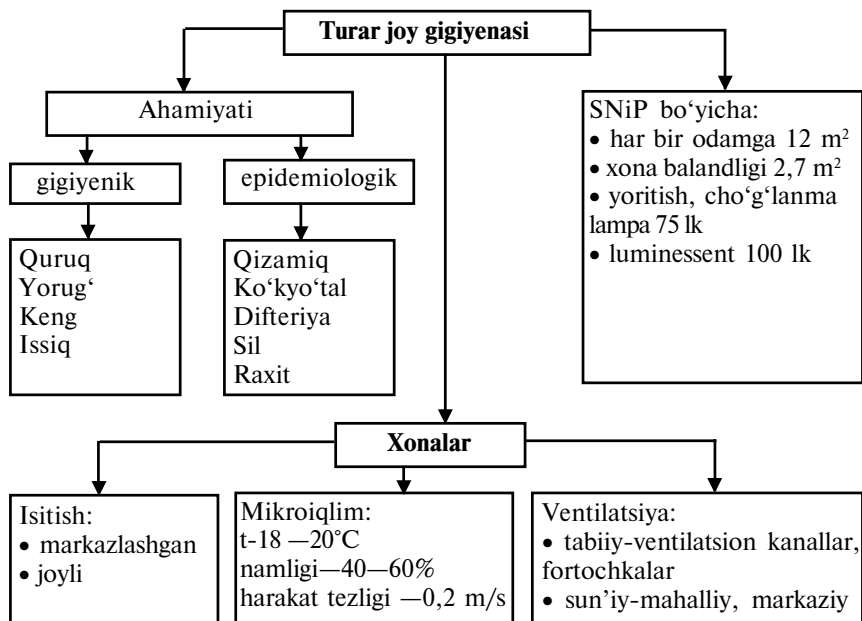 Turar joy gigiyenasi
Ahamiyati
gigiyenik
epidemiologik
Quruq
Yorug‘
Keng
Issiq
Qizamiq
Ko‘kyo‘tal
Difteriya
Sil
Raxit
SNiP bo‘yicha:
• har bir odamga 12 m²
• xona balandligi 2,7 m²
• yoritish, cho‘g‘lanma
lampa 75 lk
• luminessent 100 lk
Xonalar
Isitish:
• markazlashgan
• joyli
Mikroiqlim:
t-18 —20°C
namligi—40—60%
harakat tezligi —0,2 m/s
Ventilatsiya:
• tabiiy-ventilatsion kanallar,
fortochkalar
• sun’iy-mahalliy, markaziy